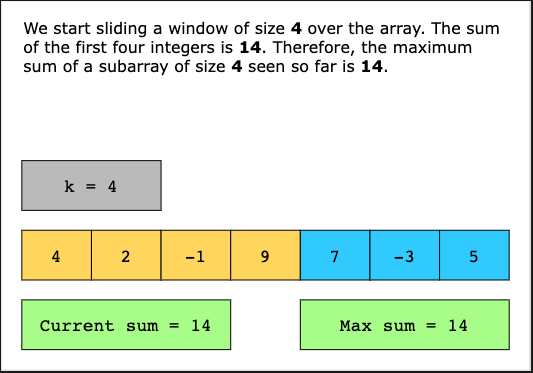 We start sliding a window of size 4 over the array. The sum
of the first four integers is 14. Therefore, the maximum
sum of a subarray of size 4 seen so far is 14.
k = 4
4 2 -1 9 7 -3 5
Current sum = 14 Max sum = 14